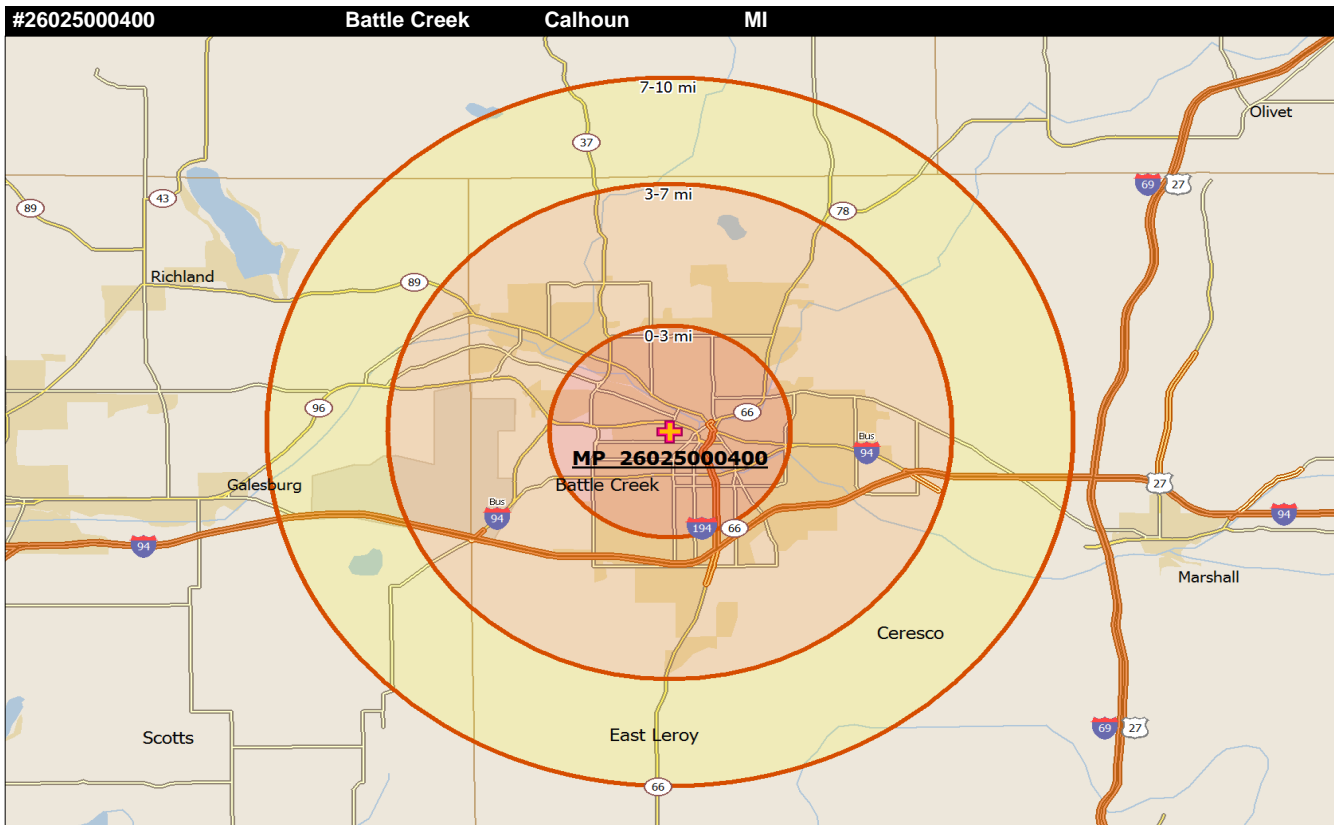 #26025000400 Battle Creek Calhoun MI
7-10 mi
Olivet
37
69 27
3-7 mi
43
89
78
Richland
89
0-3 mi
96
66
Bus
94
MP 26025000400
Galesburg
Battle Creek
27
Bus
94
194
66
94
94
Marshall
Ceresco
69 27
Scotts
East Leroy
66